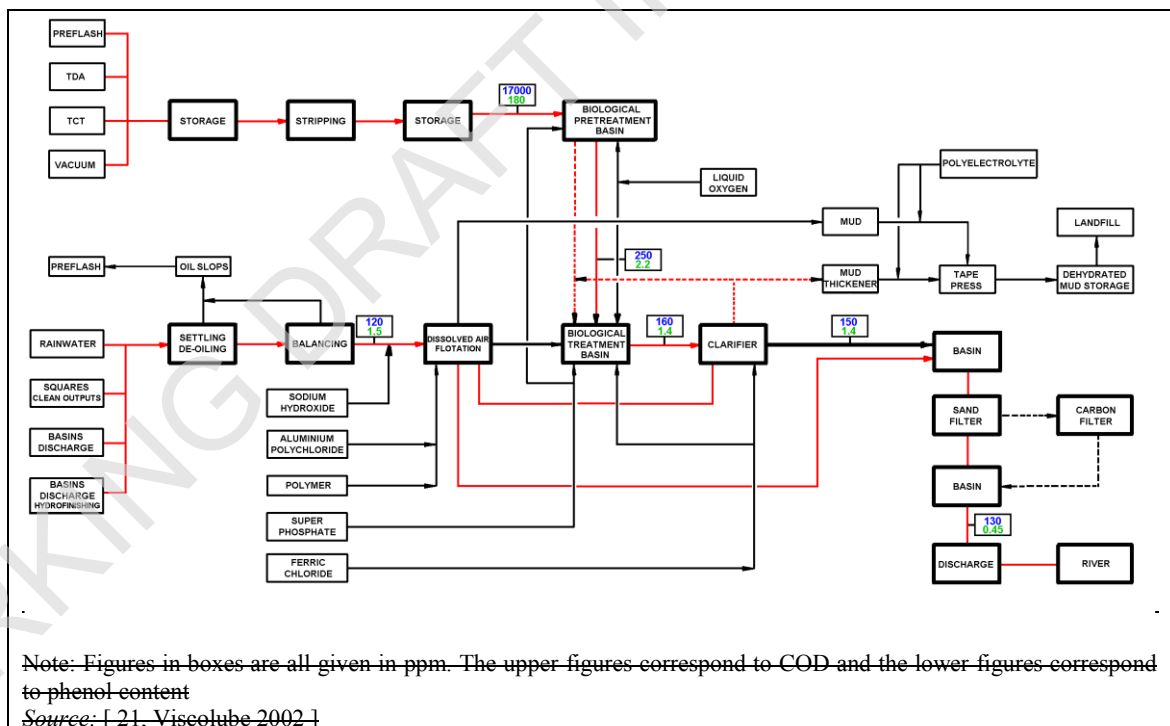 PREFLASH
TDA
TCT
VACUUM
STORAGE
STRIPPING
STORAGE
17000
180
BIOLOGICAL
PRETREATMENT
BASIN
LIQUID
OXYGEN
POLYELECTROLYTE
MUD
LANDFILL
MUD
THICKENER
TAPE
PRESS
DEHYDRATED
MUD STORAGE
250
2.2
PREFLASH
OIL SLOPS
RAINWATER
SQUARES
CLEAN OUTPUTS
BASINS
DISCHARGE
BASINS
DISCHARGE
HYDROFINISHING
SETTLING
DE-OILING
BALANCING
120
1.5
DISSOLVED AIR
FLOTATION
BIOLOGICAL
TREATMENT
BASIN
160
1.4
CLARIFIER
150
1.4
BASIN
SODIUM
HYDROXIDE
ALUMINIUM
POLYCHLORIDE
POLYMER
SUPER
PHOSPHATE
FERRIC
CHLORIDE
SAND
FILTER
CARBON
FILTER
BASIN
130
0.45
DISCHARGE
RIVER
Note: Figures in boxes are all given in ppm. The upper figures correspond to COD and the lower figures correspond
to phenol content
Source: [ 21, Viscolube 2002 ]
RKING DRAFT I